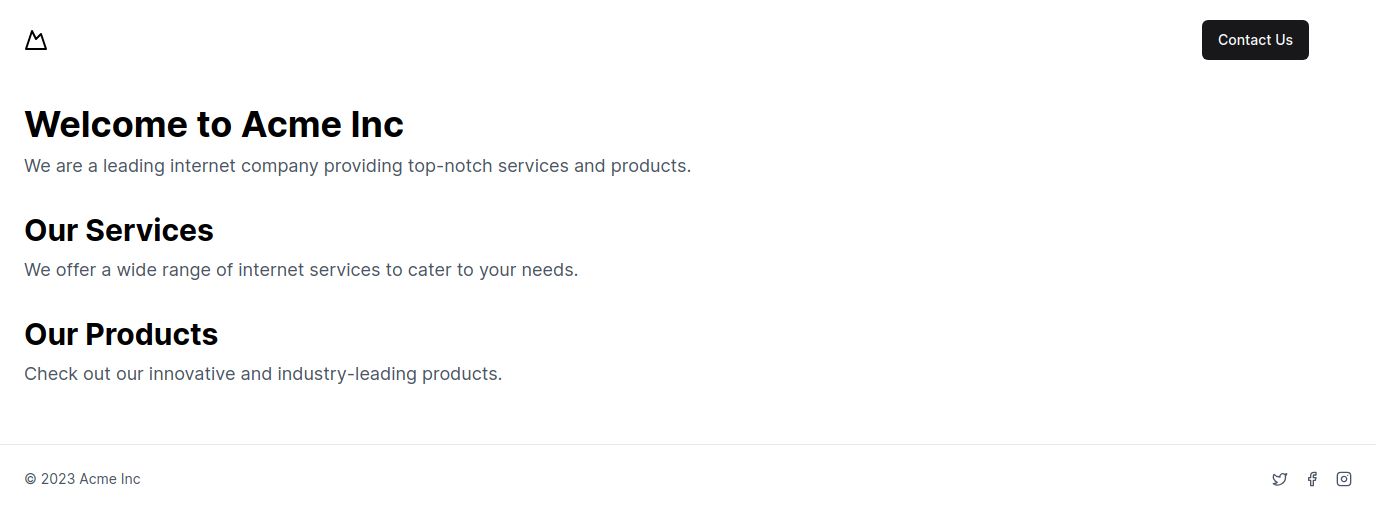 Contact Us
Welcome to Acme Inc
We are a leading internet company providing top-notch services and products.
Our Services
We offer a wide range of internet services to cater to your needs.
Our Products
Check out our innovative and industry-leading products.
© 2023 Acme Inc